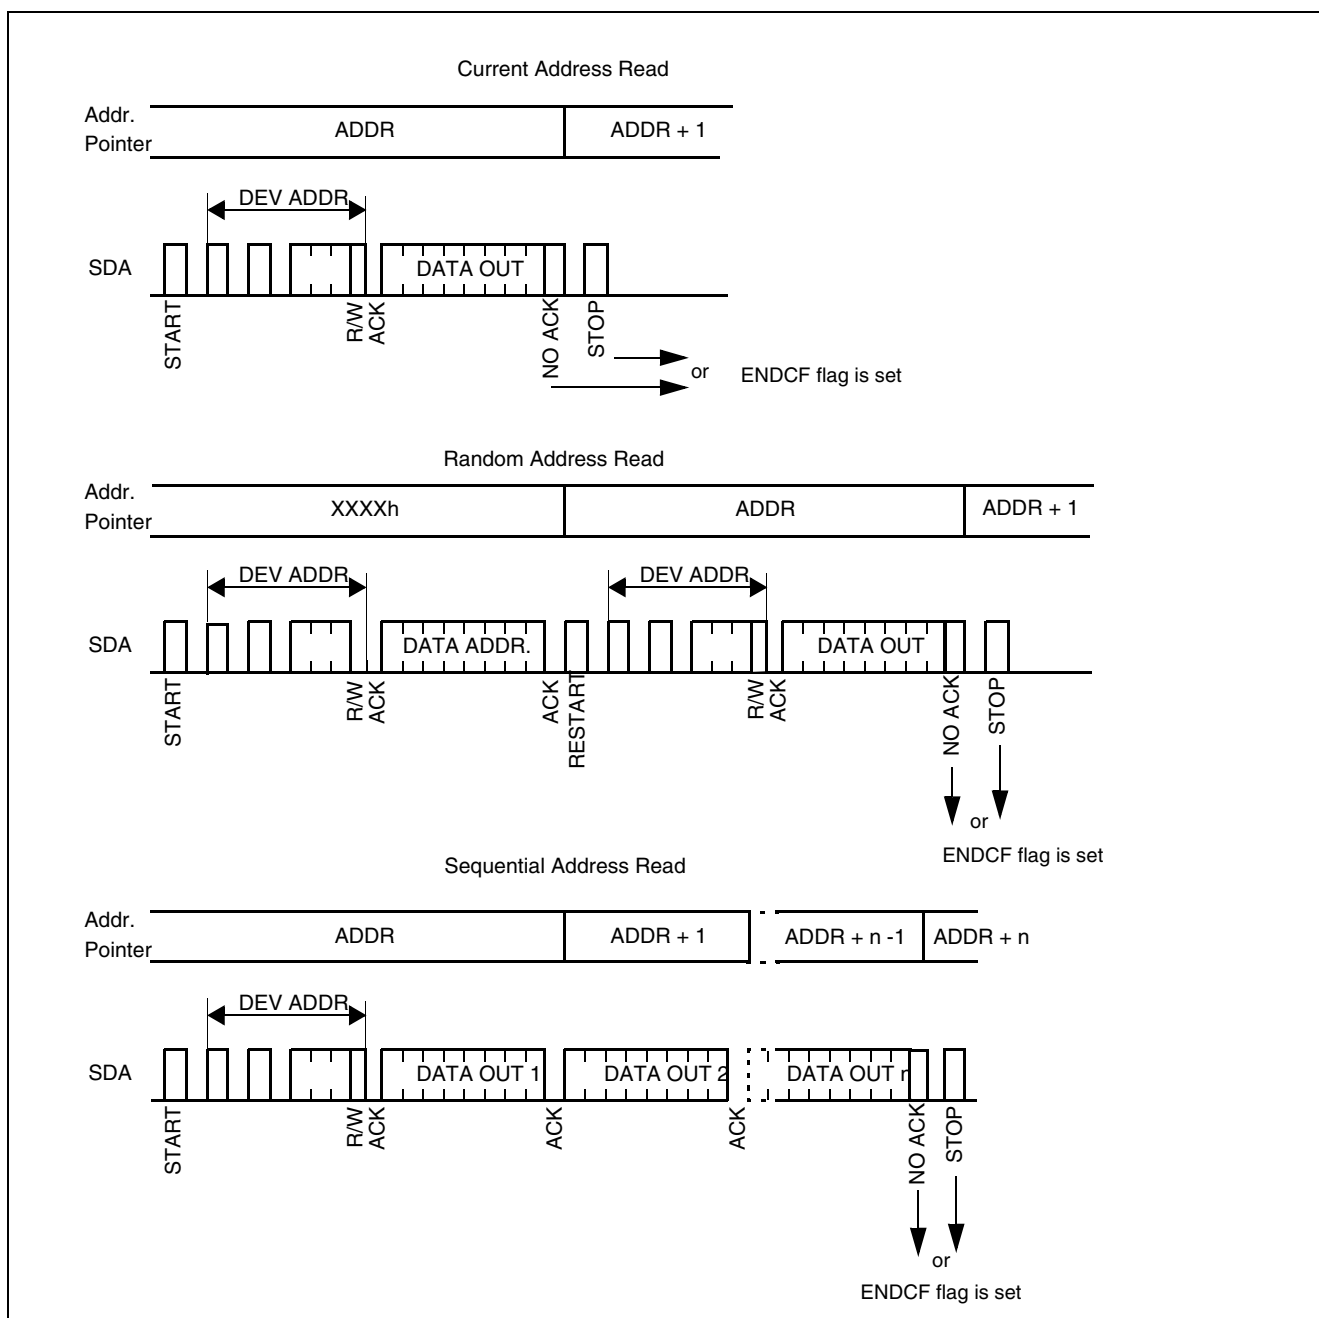 Current Address Read
Addr.
Pointer
ADDR
ADDR + 1
DEV ADDR
SDA
DATA OUT
START
R/W
ACK
NO ACK
STOP
or
ENDCF flag is set
Random Address Read
Addr.
Pointer
XXXXh
ADDR
ADDR + 1
DEV ADDR
DEV ADDR
SDA
DATA ADDR.
DATA OUT
START
R/W
ACK
ACK
RESTART
R/W
ACK
NO ACK
STOP
or
ENDCF flag is set
Sequential Address Read
Addr.
Pointer
ADDR
ADDR + 1
ADDR + n -1
ADDR + n
DEV ADDR
SDA
DATA OUT 1
DATA OUT 2
DATA OUT n
START
R/W
ACK
ACK
ACK
NO ACK
STOP
or
ENDCF flag is set